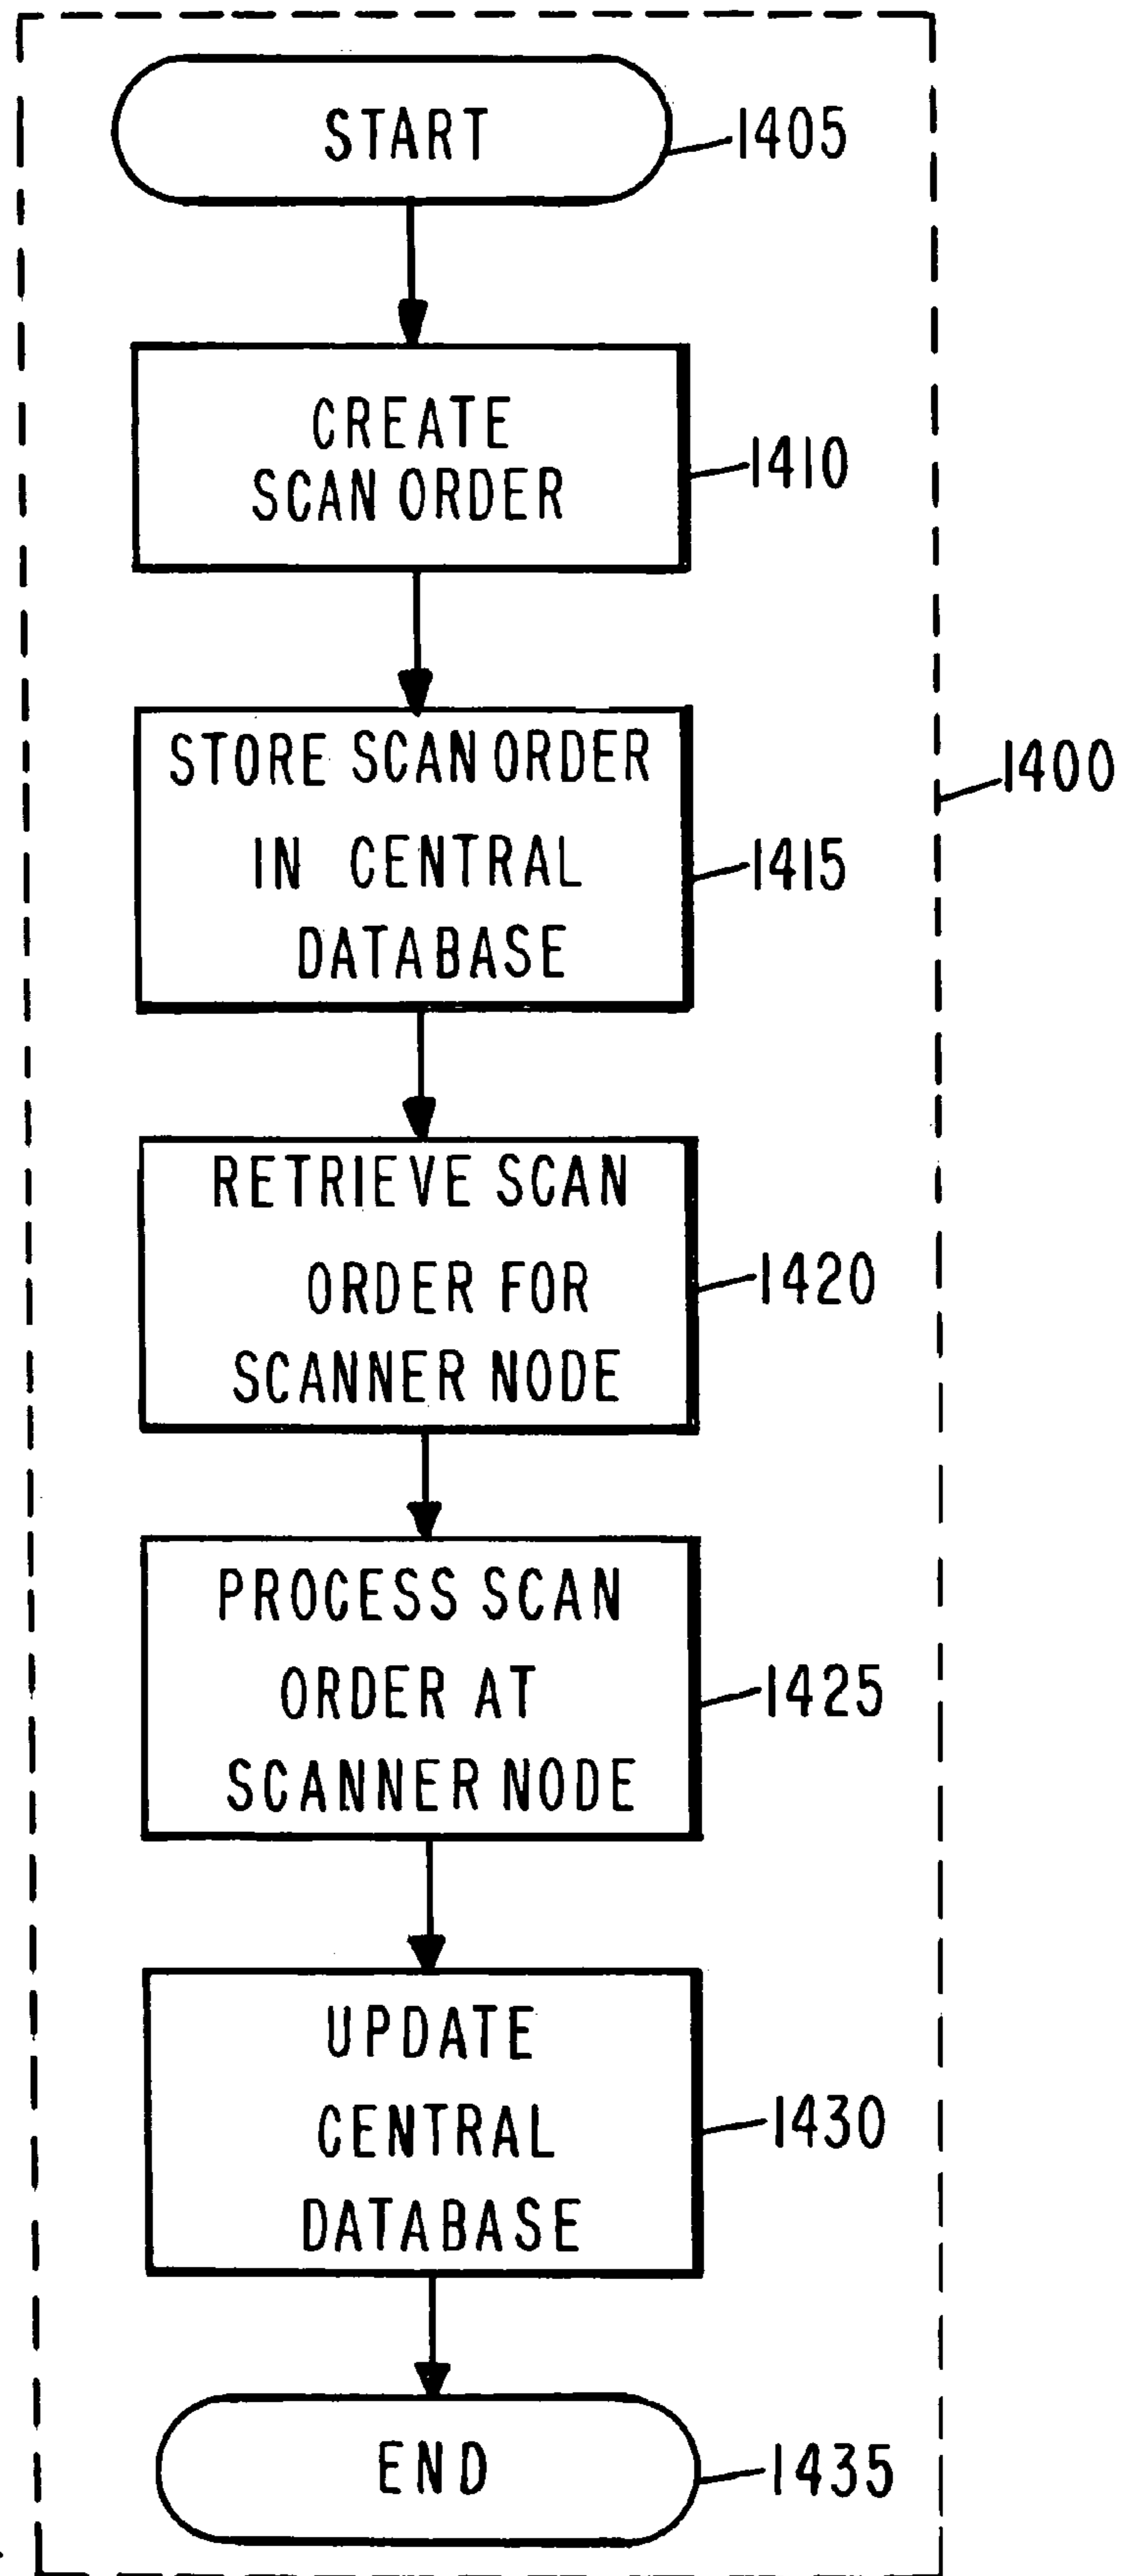 START
1405
CREATE
SCAN ORDER
1410
STORE SCAN ORDER
IN CENTRAL
DATABASE
1415
1400
RETRIEVE SCAN
ORDER FOR
SCANNER NODE
1420
PROCESS SCAN
ORDER AT
SCANNER NODE
1425
UPDATE
CENTRAL
DATABASE
1430
END
1435